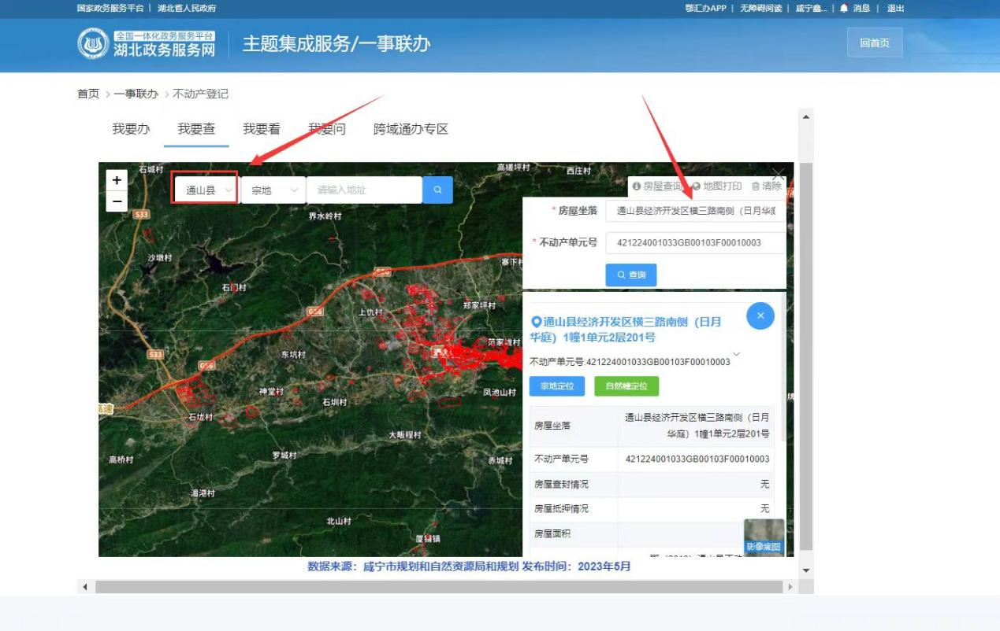 国家政务服务平台 | 湖北省人民政府
鄂汇办APP | 无障碍阅读 | 咸宁鑫... | 消息 | 退出
全国一体化政务服务平台
湖北政务服务网
主题集成服务/一事联办
回首页
首页 > 一事联办 > 不动产登记
我要办 我要查 我要看 我要问 跨域通办专区
+
−
石城村
通山县 宗地 请输入地址
高槎坪村
西庄村
房屋查询 地图打印 清除
S33
界水岭村
* 房屋坐落 通山县经济开发区横三路南侧（日月华庭
* 不动产单元号 421224001033GB00103F00010003
查询
沙墩村
寨下村
石门村
G56
郑家坪村
上仇村
G56
通山县经济开发区横三路南侧（日月
华庭）1幢1单元2层201号
范家垅村
S33
东坑村
G56
不动产单元号:421224001033GB00103F00010003
宗地定位 自然幢定位
神堂村
石圳村
凤池山村
高速
石垅村
房屋坐落
通山县经济开发区横三路南侧（日月
华庭）1幢1单元2层201号
大畈程村
高桥村
罗城村
赤城村
不动产单元号 421224001033GB00103F00010003
湄港村
房屋查封情况 无
房屋抵押情况 无
北山村
房屋面积
厦铺镇
影像底图
数据来源：咸宁市规划和自然资源局和规划 发布时间：2023年5月